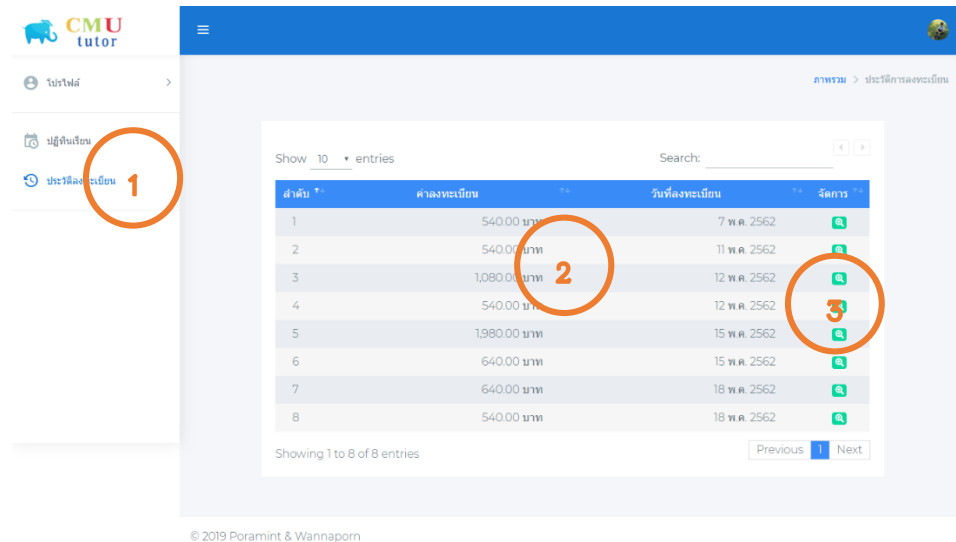 CMU
tutor
โปรไฟล์
ปฏิทินเรียน
ประวัติลงทะเบียน
1
ภาพรวม > ประวัติการลงทะเบียน
Show 10 entries
Search:
ลำดับ ค่าลงทะเบียน วันที่ลงทะเบียน จัดการ
1 540.00 บาท 7 พ.ค. 2562
2 540.00 บาท 11 พ.ค. 2562
3 1,080.00 บาท 12 พ.ค. 2562
2
4 540.00 บาท 12 พ.ค. 2562
3
5 1,980.00 บาท 15 พ.ค. 2562
6 640.00 บาท 15 พ.ค. 2562
7 640.00 บาท 18 พ.ค. 2562
8 540.00 บาท 18 พ.ค. 2562
Showing 1 to 8 of 8 entries
Previous 1 Next
© 2019 Poramint & Wannaporn